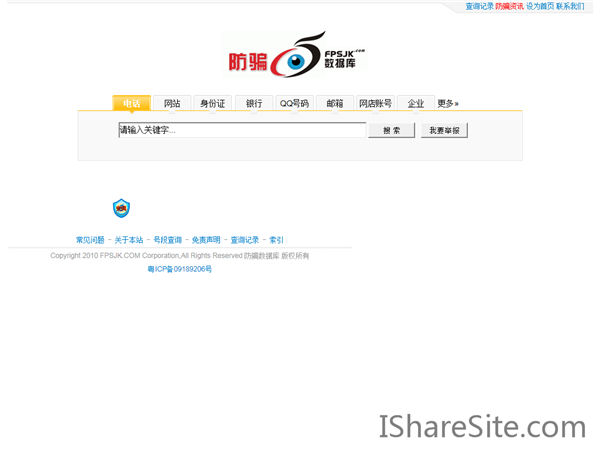 查询记录 防骗资讯 设为首页 联系我们
防骗 FPSJK.com 数据库
电话 网站 身份证 银行 QQ号码 邮箱 网店账号 企业 更多»
请输入关键字... 搜 索 我要举报
常见问题 - 关于本站 - 号段查询 - 免责声明 - 查询记录 - 索引
Copyright 2010 FPSJK.COM Corporation,All Rights Reserved 防骗数据库 版权所有
粤ICP备09189206号
IShareSite.com